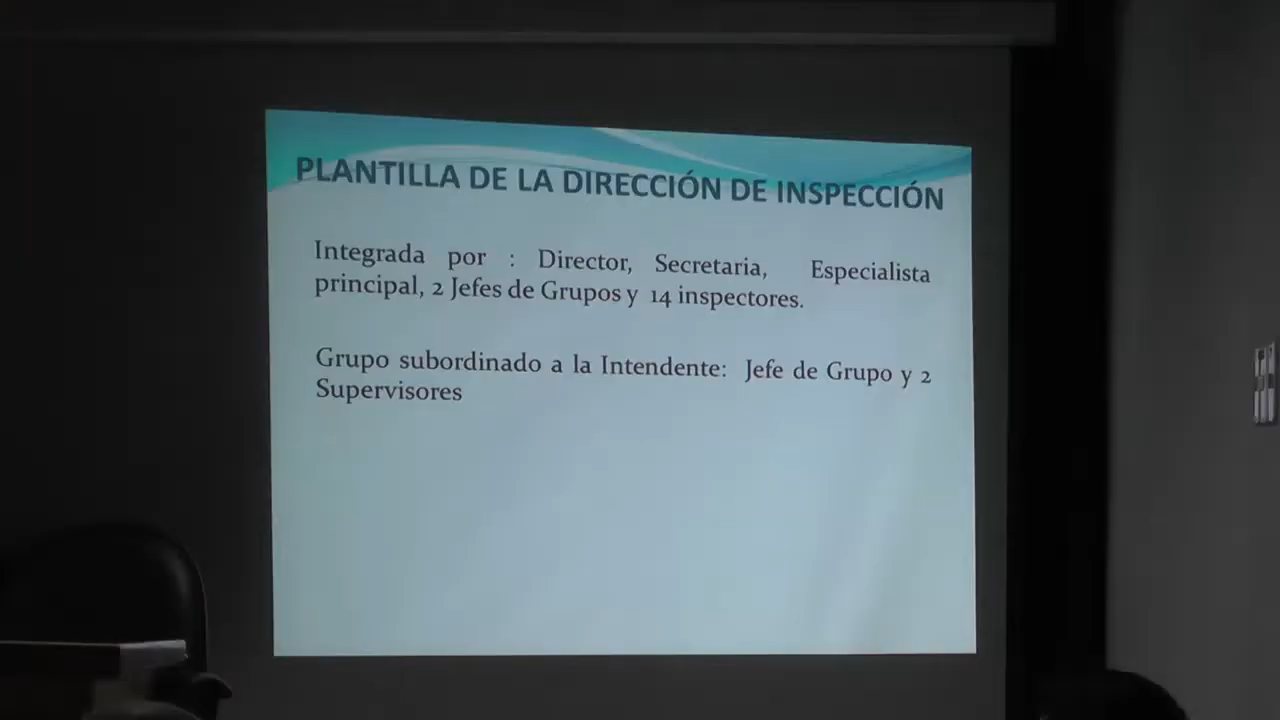 PLANTILLA DE LA DIRECCIÓN DE INSPECCIÓN
Integrada por : Director, Secretaria, Especialista
principal, 2 Jefes de Grupos y 14 inspectores.
Grupo subordinado a la Intendente: Jefe de Grupo y 2
Supervisores